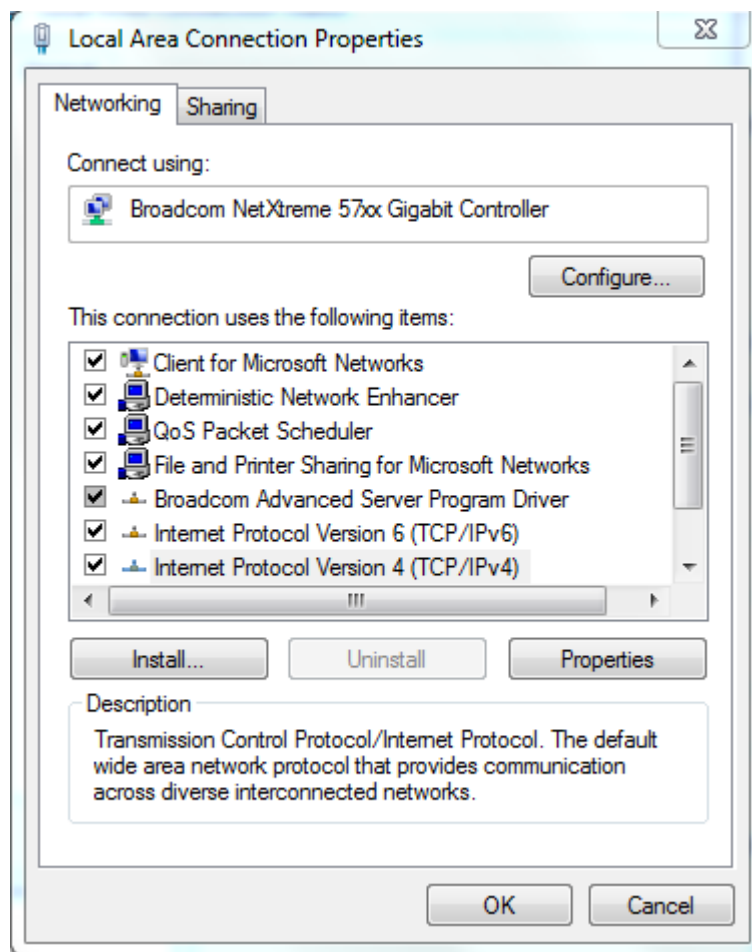 Local Area Connection Properties
Networking
Sharing
Connect using:
Broadcom NetXtreme 57xx Gigabit Controller
Configure...
This connection uses the following items:
Client for Microsoft Networks
Deterministic Network Enhancer
QoS Packet Scheduler
File and Printer Sharing for Microsoft Networks
Broadcom Advanced Server Program Driver
Internet Protocol Version 6 (TCP/IPv6)
Internet Protocol Version 4 (TCP/IPv4)
Install...
Uninstall
Properties
Description
Transmission Control Protocol/Internet Protocol. The default
wide area network protocol that provides communication
across diverse interconnected networks.
OK
Cancel